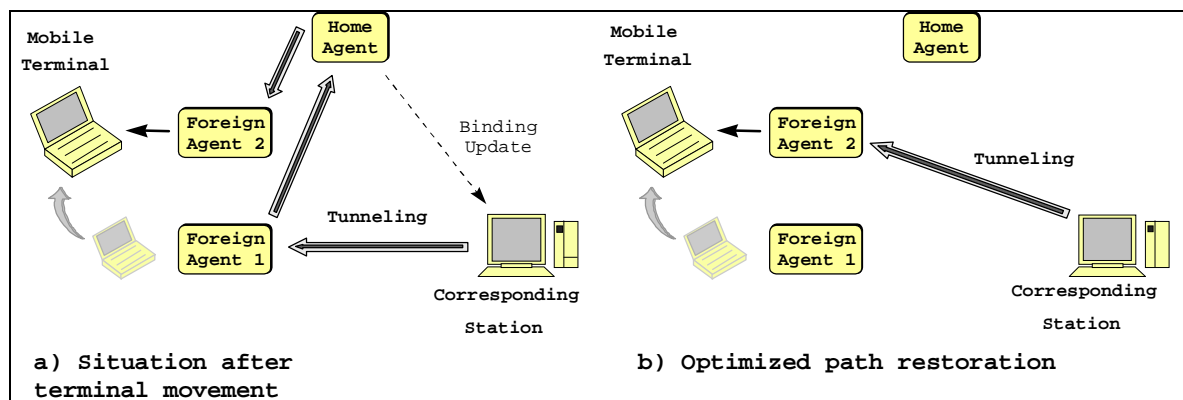 Mobile
Terminal
Home
Agent
Foreign
Agent 2
Binding
Update
Foreign
Agent 1
Tunneling
Corresponding
Station
a) Situation after
terminal movement
Mobile
Terminal
Home
Agent
Foreign
Agent 2
Tunneling
Foreign
Agent 1
Corresponding
Station
b) Optimized path restoration